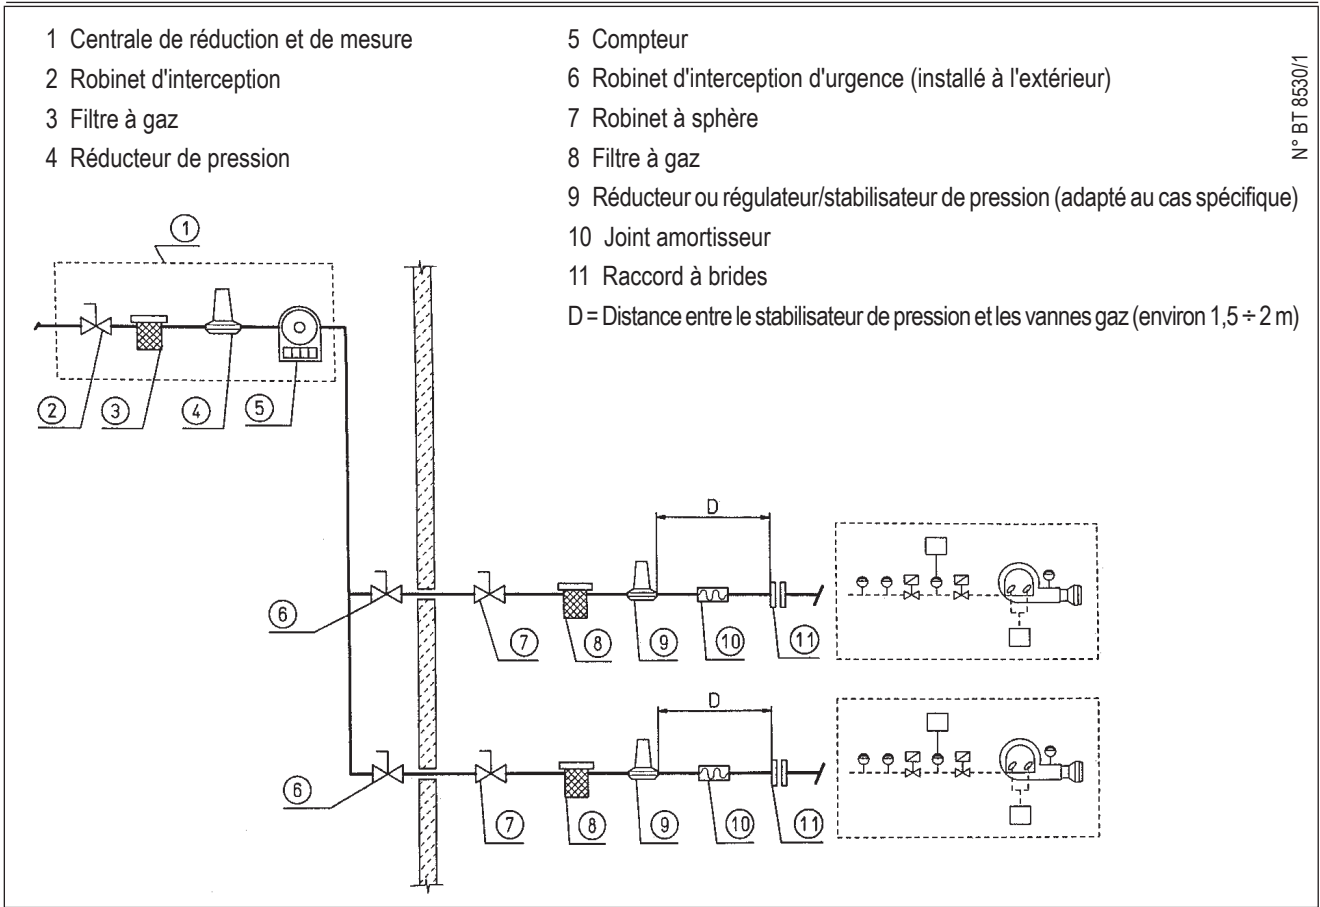 1 Centrale de réduction et de mesure
2 Robinet d'interception
3 Filtre à gaz
4 Réducteur de pression
5 Compteur
6 Robinet d'interception d'urgence (installé à l'extérieur)
7 Robinet à sphère
8 Filtre à gaz
9 Réducteur ou régulateur/stabilisateur de pression (adapté au cas spécifique)
10 Joint amortisseur
11 Raccord à brides
D = Distance entre le stabilisateur de pression et les vannes gaz (environ 1,5 ÷ 2 m)
N° BT 8530/1
1
2 3 4 5
D
6 7 8 9 10 11
D
6 7 8 9 10 11